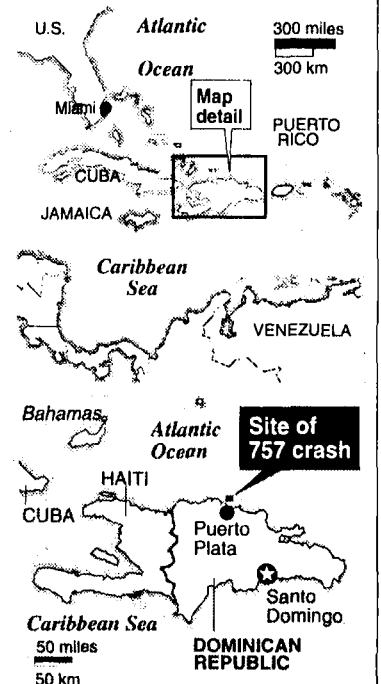 U.S.
Atlantic
Ocean
300 miles
300 km
Miami
Map
detail
PUERTO
RICO
CUBA
JAMAICA
Caribbean
Sea
VENEZUELA
Bahamas
Atlantic
Ocean
Site of
757 crash
HAITI
CUBA
Puerto
Plata
Santo
Domingo
Caribbean Sea
50 miles
50 km
DOMINICAN
REPUBLIC